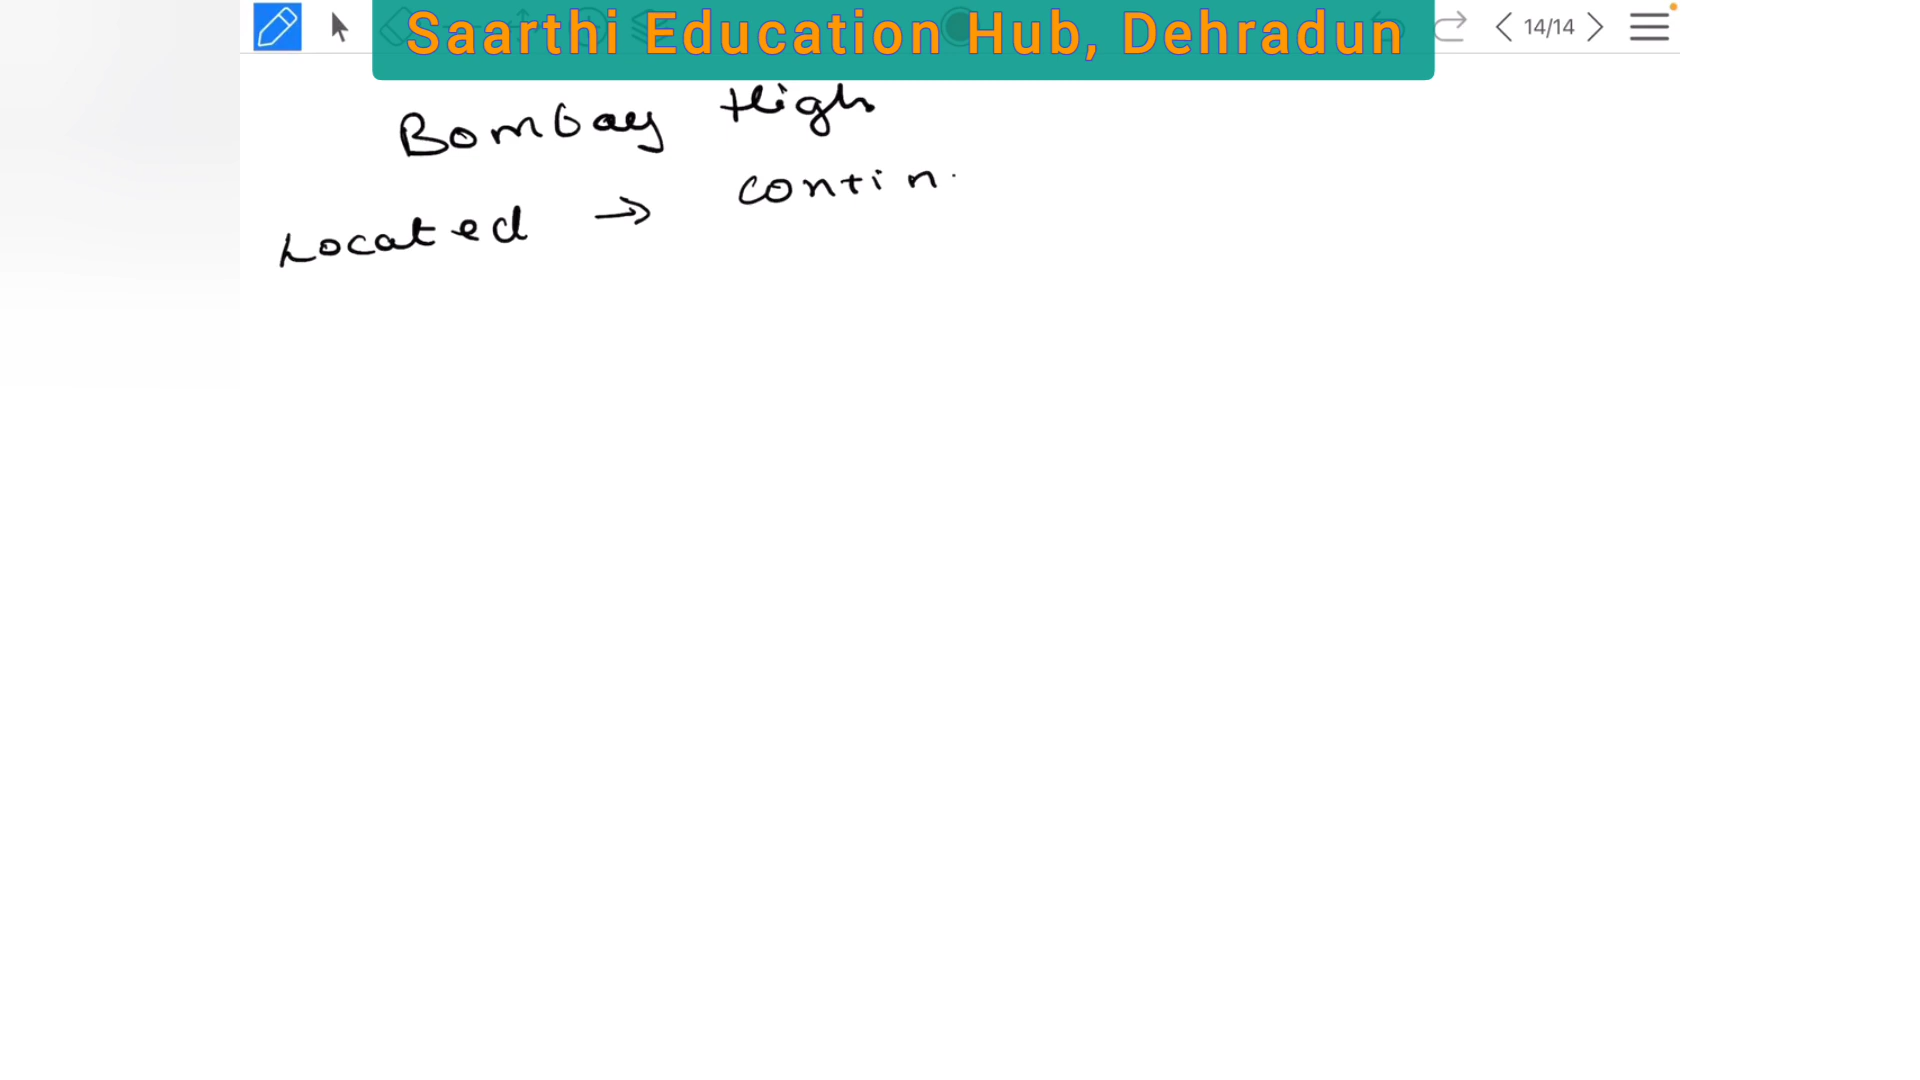 Saarthi Education Hub, Dehradun
14/14
Bombay High
Located → contin.